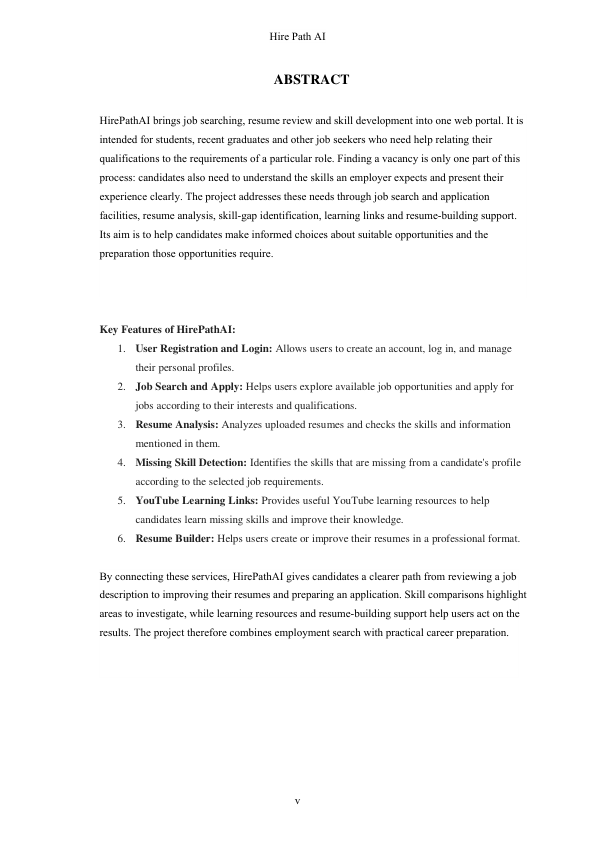 Hire Path AI
ABSTRACT
HirePathAI brings job searching, resume review and skill development into one web portal. It is
intended for students, recent graduates and other job seekers who need help relating their
qualifications to the requirements of a particular role. Finding a vacancy is only one part of this
process: candidates also need to understand the skills an employer expects and present their
experience clearly. The project addresses these needs through job search and application
facilities, resume analysis, skill-gap identification, learning links and resume-building support.
Its aim is to help candidates make informed choices about suitable opportunities and the
preparation those opportunities require.
Key Features of HirePathAI:
1. User Registration and Login: Allows users to create an account, log in, and manage
their personal profiles.
2. Job Search and Apply: Helps users explore available job opportunities and apply for
jobs according to their interests and qualifications.
3. Resume Analysis: Analyzes uploaded resumes and checks the skills and information
mentioned in them.
4. Missing Skill Detection: Identifies the skills that are missing from a candidate's profile
according to the selected job requirements.
5. YouTube Learning Links: Provides useful YouTube learning resources to help
candidates learn missing skills and improve their knowledge.
6. Resume Builder: Helps users create or improve their resumes in a professional format.
By connecting these services, HirePathAI gives candidates a clearer path from reviewing a job
description to improving their resumes and preparing an application. Skill comparisons highlight
areas to investigate, while learning resources and resume-building support help users act on the
results. The project therefore combines employment search with practical career preparation.
v